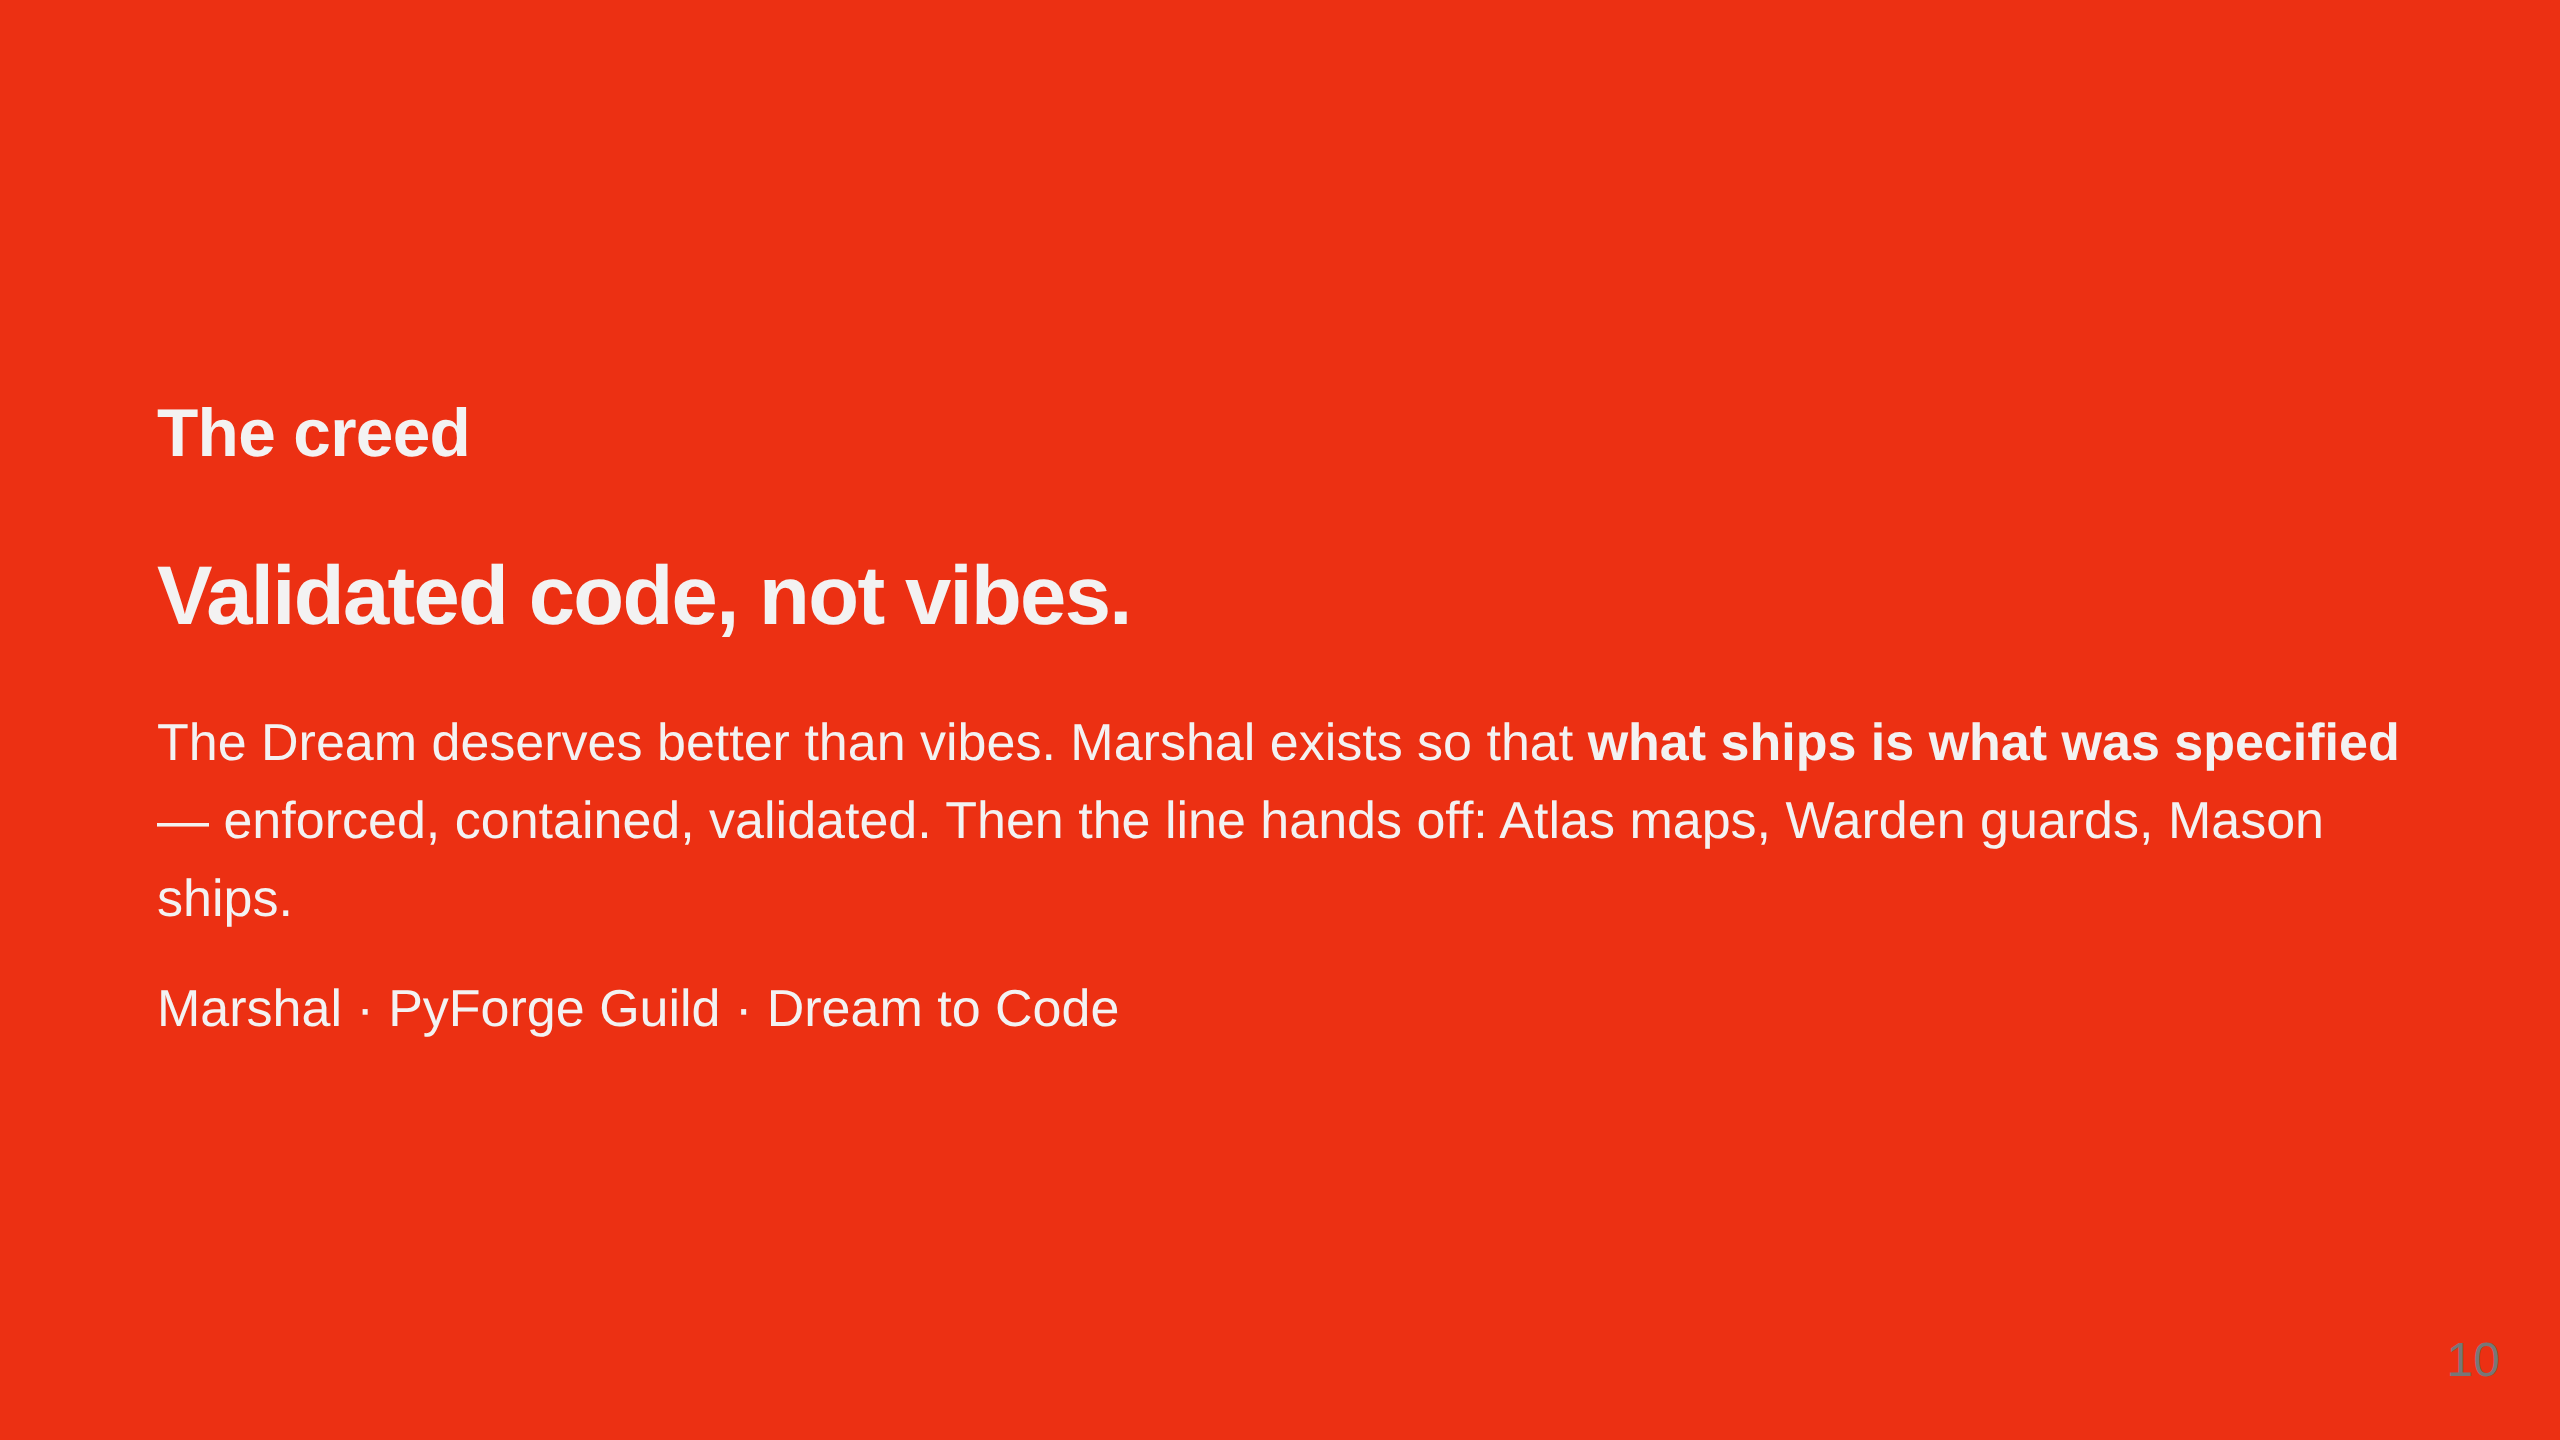 The creed
Validated code, not vibes.
The Dream deserves better than vibes. Marshal exists so that what ships is what was specified
— enforced, contained, validated. Then the line hands off: Atlas maps, Warden guards, Mason
ships.
Marshal · PyForge Guild · Dream to Code
10